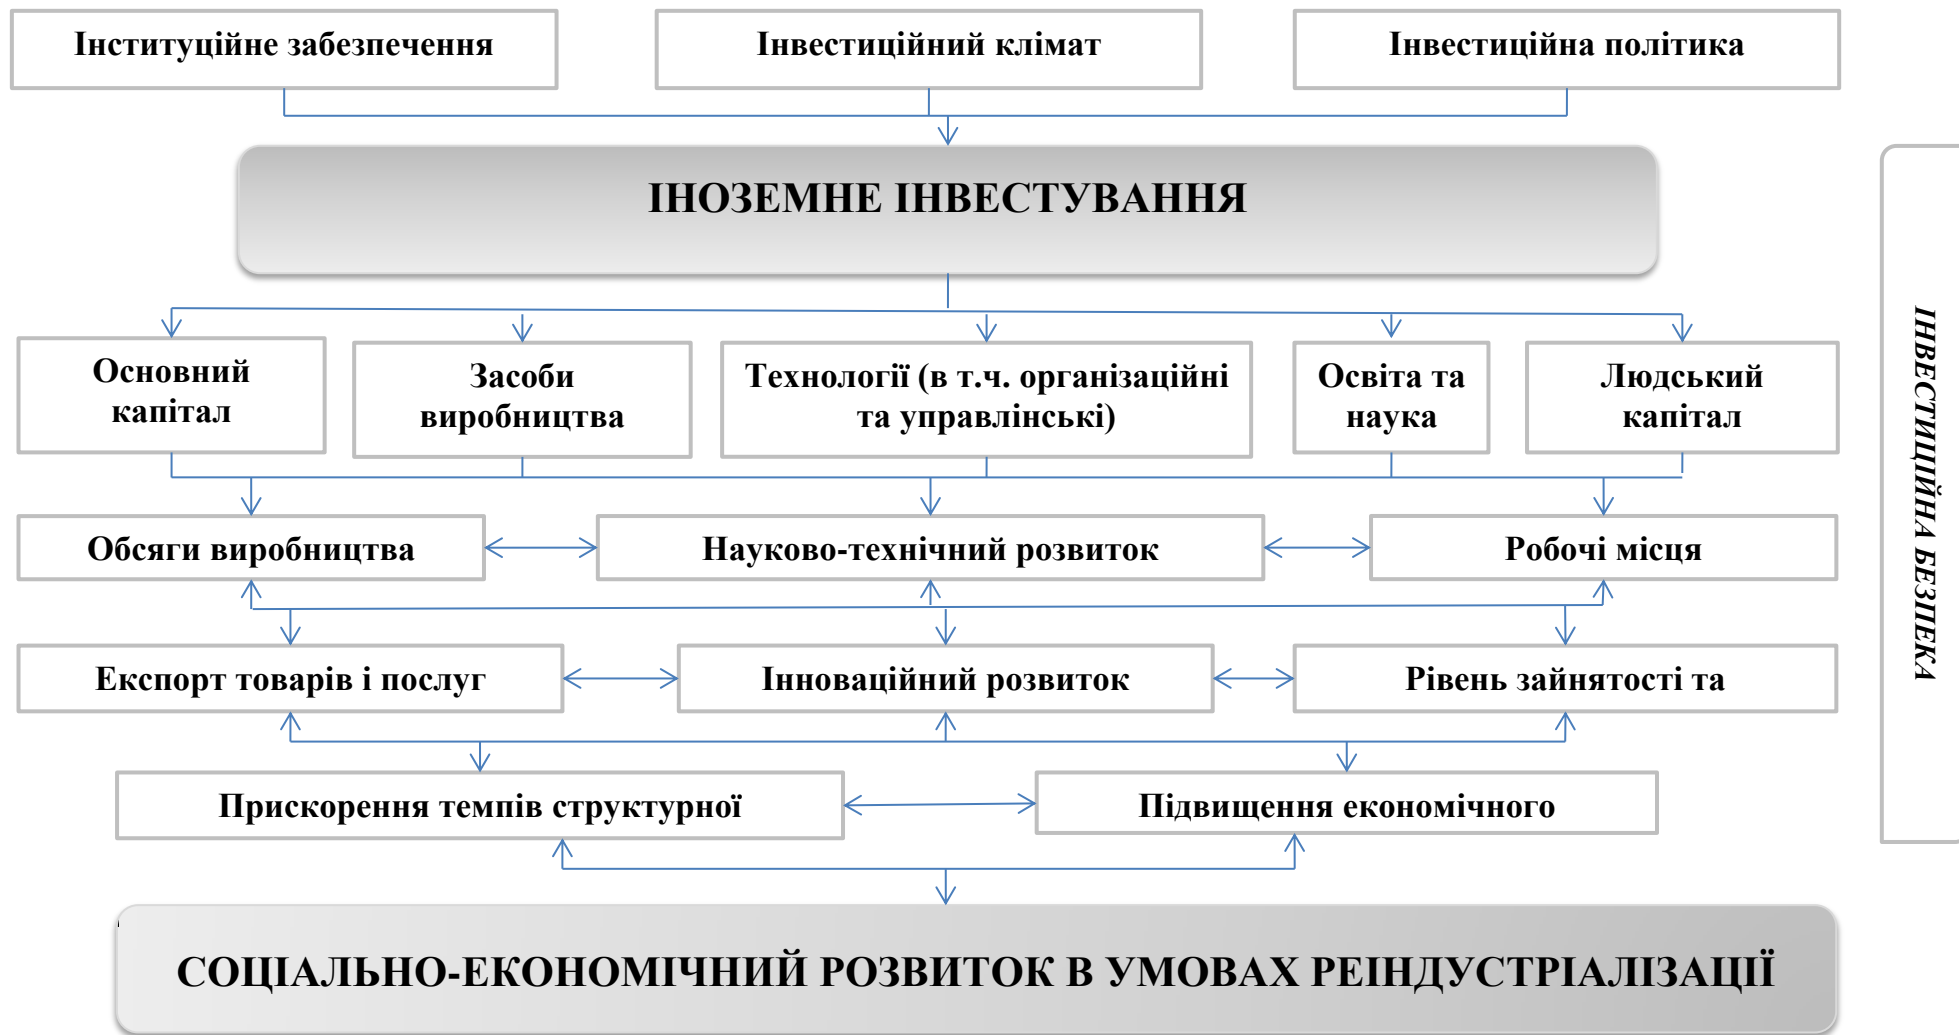 Інституційне забезпечення
Інвестиційний клімат
Інвестиційна політика
ІНОЗЕМНЕ ІНВЕСТУВАННЯ
Основний
капітал
Засоби
виробництва
Технології (в т.ч. організаційні
та управлінські)
Освіта та
наука
Людський
капітал
Обсяги виробництва
Науково-технічний розвиток
Робочі місця
Експорт товарів і послуг
Інноваційний розвиток
Рівень зайнятості та
Прискорення темпів структурної
Підвищення економічного
СОЦІАЛЬНО-ЕКОНОМІЧНИЙ РОЗВИТОК В УМОВАХ РЕІНДУСТРІАЛІЗАЦІЇ
ІНВЕСТИЦІЙНА БЕЗПЕКА